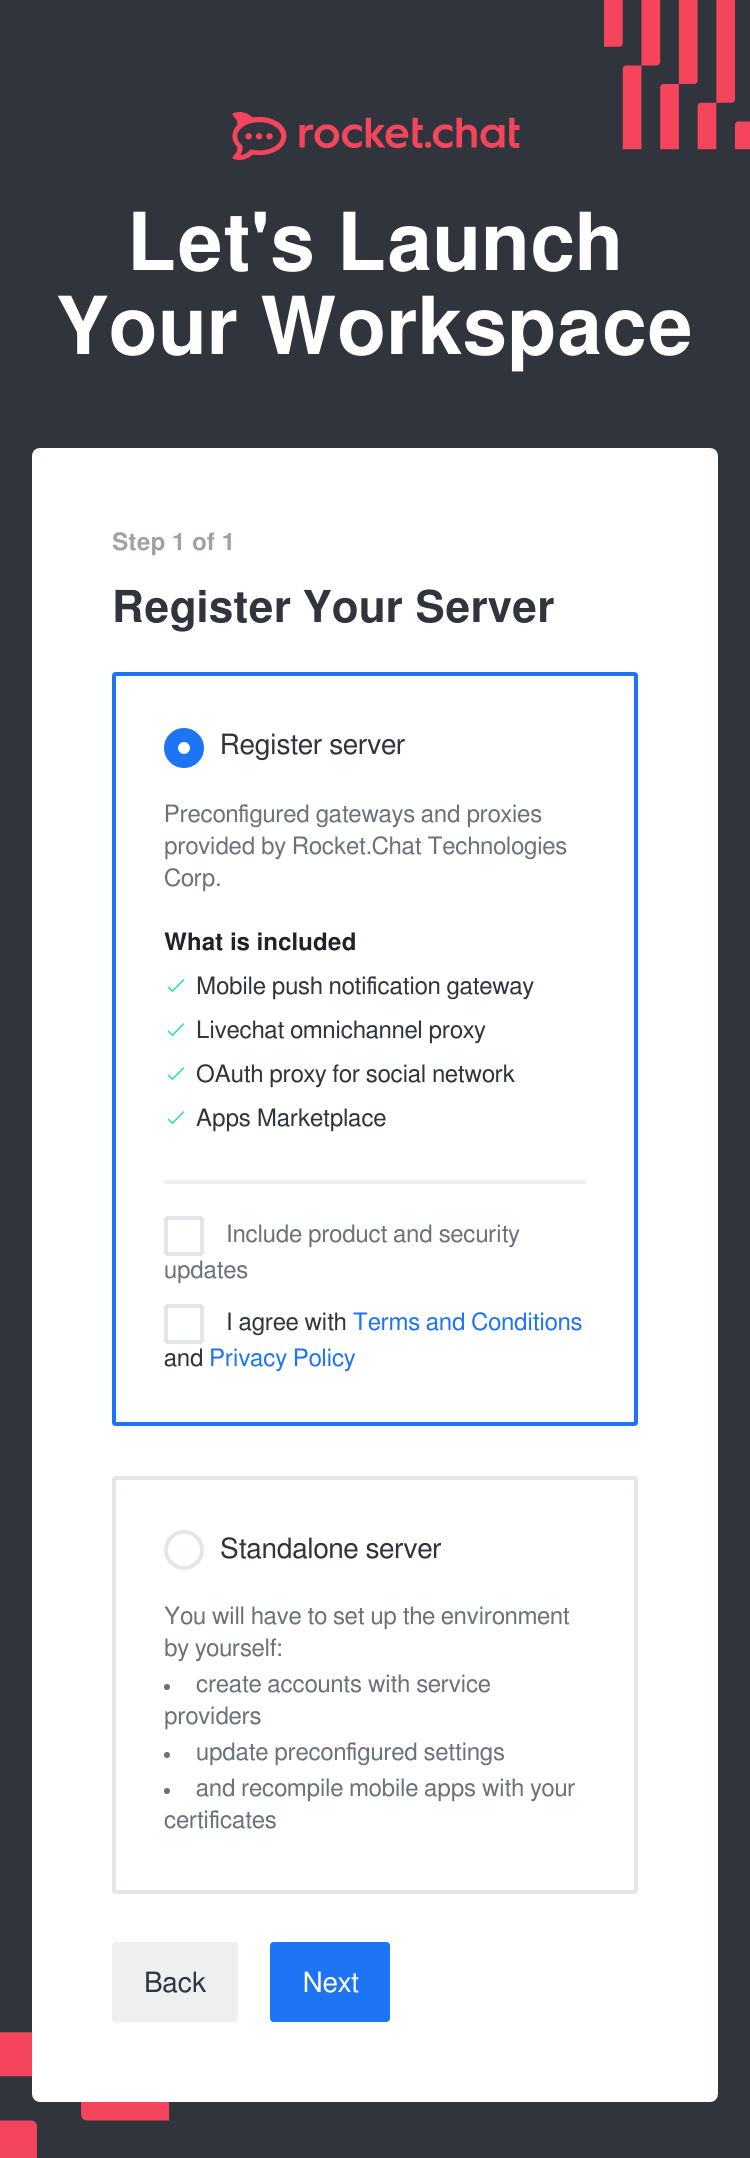 rocket.chat
Let's Launch
Your Workspace
Step 1 of 1
Register Your Server
Register server
Preconfigured gateways and proxies
provided by Rocket.Chat Technologies
Corp.
What is included
Mobile push notification gateway
Livechat omnichannel proxy
OAuth proxy for social network
Apps Marketplace
Include product and security
updates
I agree with Terms and Conditions
and Privacy Policy
Standalone server
You will have to set up the environment
by yourself:
• create accounts with service
providers
• update preconfigured settings
• and recompile mobile apps with your
certificates
Back
Next